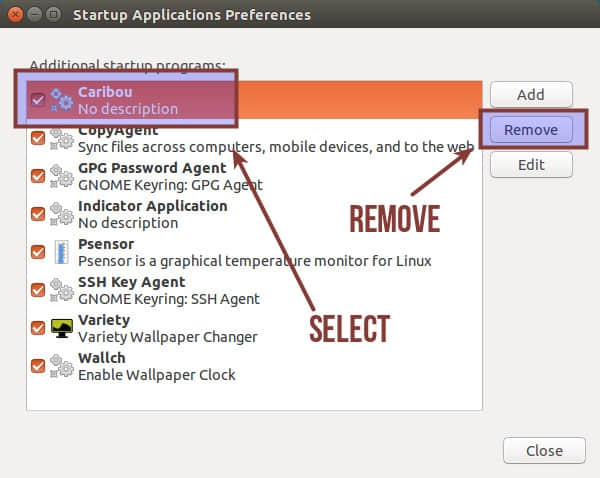 Startup Applications Preferences
Additional startup programs:
Caribou
No description
Add
CopyAgent
Sync files across computers, mobile devices, and to the web
Remove
GPG Password Agent
GNOME Keyring: GPG Agent
Edit
Indicator Application
No description
REMOVE
Psensor
Psensor is a graphical temperature monitor for Linux
SSH Key Agent
GNOME Keyring: SSH Agent
Variety
Variety Wallpaper Changer
SELECT
Wallch
Enable Wallpaper Clock
Close